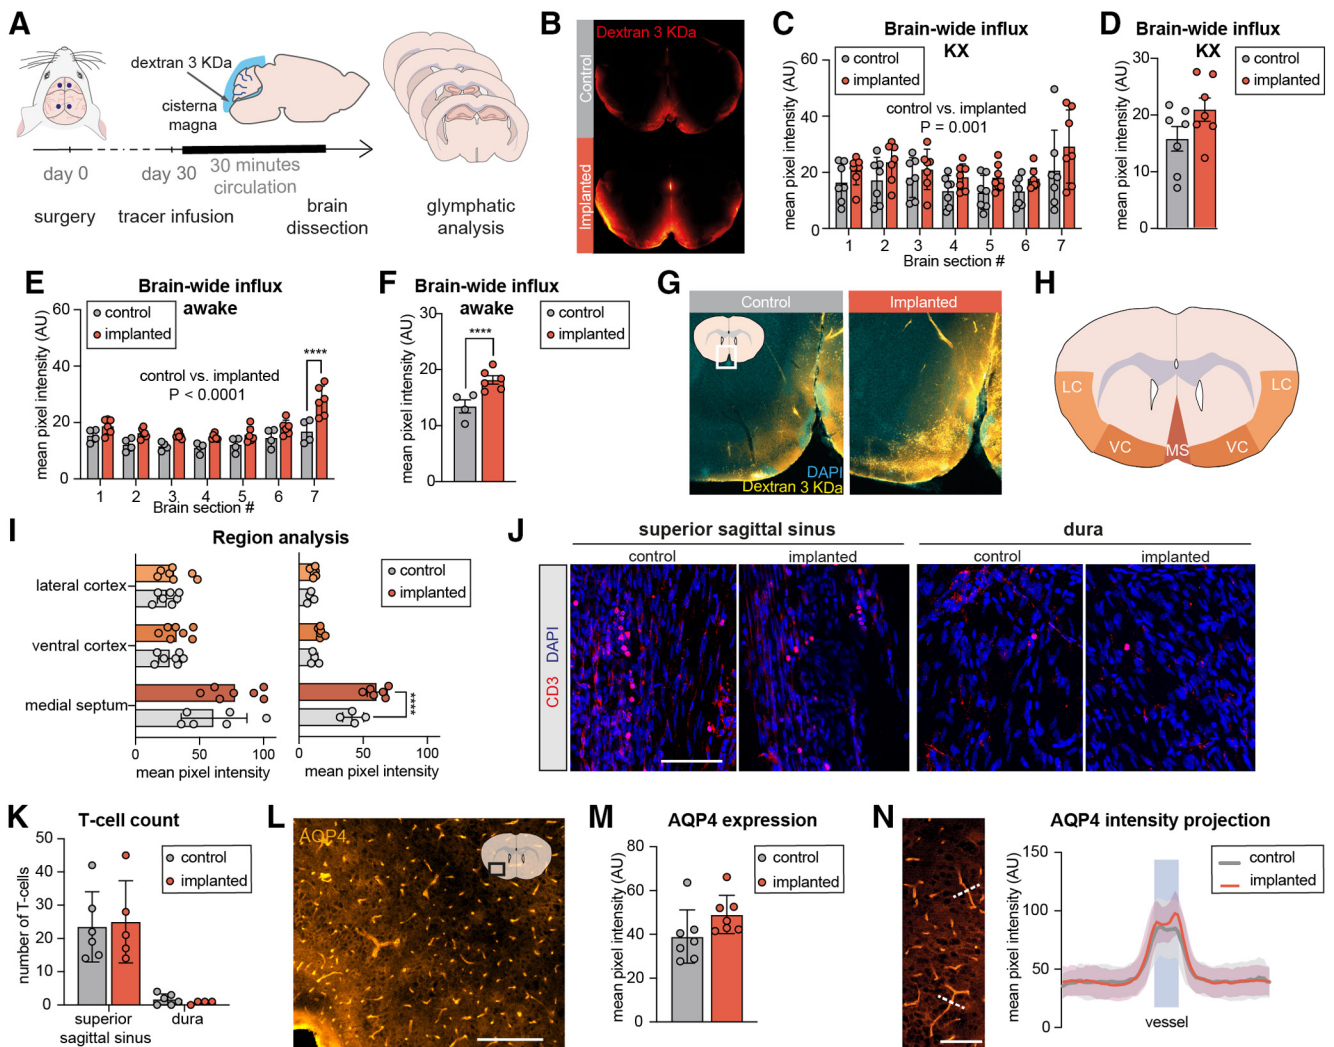 A
dextran 3 KDa
cisterna
magna
day 0
day 30
30 minutes
circulation
surgery
tracer infusion
brain
dissection
glymphatic
analysis
B
Dextran 3 KDa
Control
Implanted
C
Brain-wide influx
KX
control
implanted
control vs. implanted
P = 0.001
mean pixel intensity (AU)
60
40
20
0
1 2 3 4 5 6 7
Brain section #
D
Brain-wide influx
KX
control
implanted
mean pixel intensity (AU)
30
20
10
0
E
Brain-wide influx
awake
control
implanted
****
control vs. implanted
P < 0.0001
mean pixel intensity (AU)
60
40
20
0
1 2 3 4 5 6 7
Brain section #
F
Brain-wide influx
awake
control
implanted
****
mean pixel intensity (AU)
30
20
10
0
G
Control
Implanted
DAPI
Dextran 3 KDa
H
LC
LC
VC
MS
VC
I
Region analysis
control
implanted
lateral cortex
ventral cortex
medial septum
****
0 50 100
mean pixel intensity
0 50 100
mean pixel intensity
J
superior sagittal sinus
dura
control
implanted
control
implanted
CD3 DAPI
K
T-cell count
control
implanted
number of T-cells
50
40
30
20
10
0
superior
sagittal sinus
dura
L
AQP4
M
AQP4 expression
control
implanted
mean pixel intensity (AU)
80
60
40
20
0
N
AQP4 intensity projection
control
implanted
mean pixel intensity (AU)
150
100
50
0
vessel